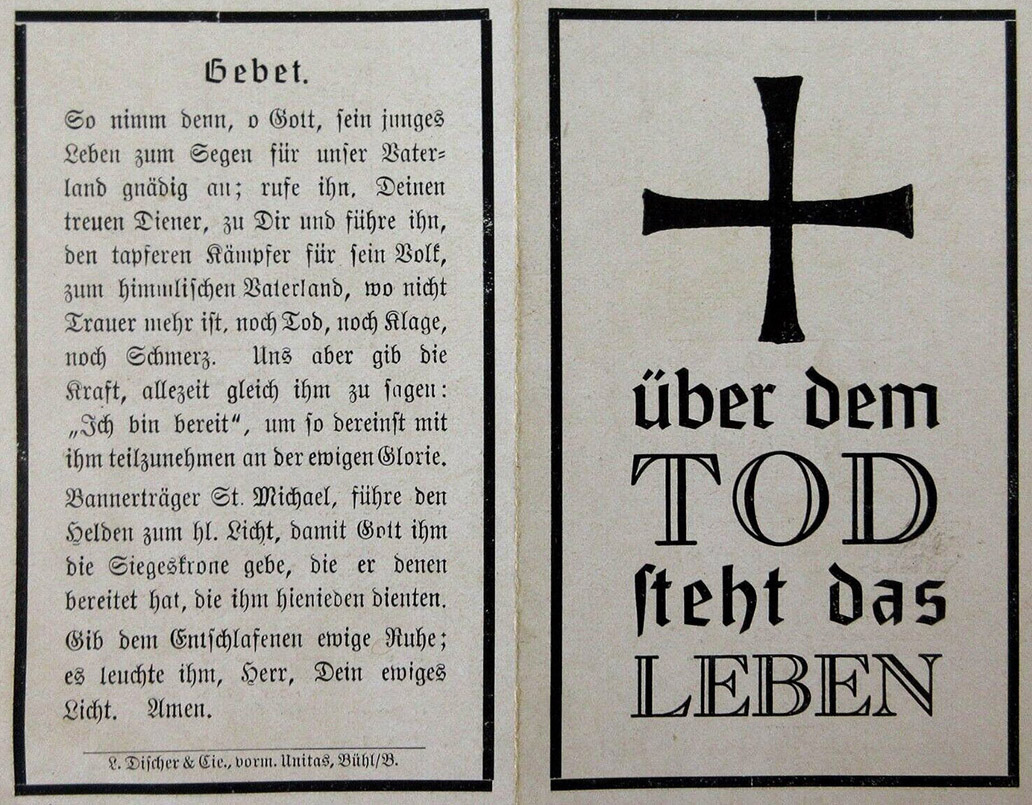 Gebet.
So nimm denn, o Gott, sein junges
Leben zum Segen für unser Vater-
land gnädig an; rufe ihn, Deinen
treuen Diener, zu Dir und führe ihn,
den tapferen Kämpfer für sein Volk,
zum himmlischen Vaterland, wo nicht
Trauer mehr ist, noch Tod, noch Klage,
noch Schmerz. Uns aber gib die
Kraft, allezeit gleich ihm zu sagen:
„Ich bin bereit“, um so dereinst mit
ihm teilzunehmen an der ewigen Glorie.
Bannerträger St. Michael, führe den
Helden zum hl. Licht, damit Gott ihm
die Siegeskrone gebe, die er denen
bereitet hat, die ihm hienieden dienten.
Gib dem Entschlafenen ewige Ruhe;
es leuchte ihm, Herr, Dein ewiges
Licht. Amen.
L. Discher & Cie., vorm. Unitas, Bühl/B.
über dem
TOD
steht das
LEBEN